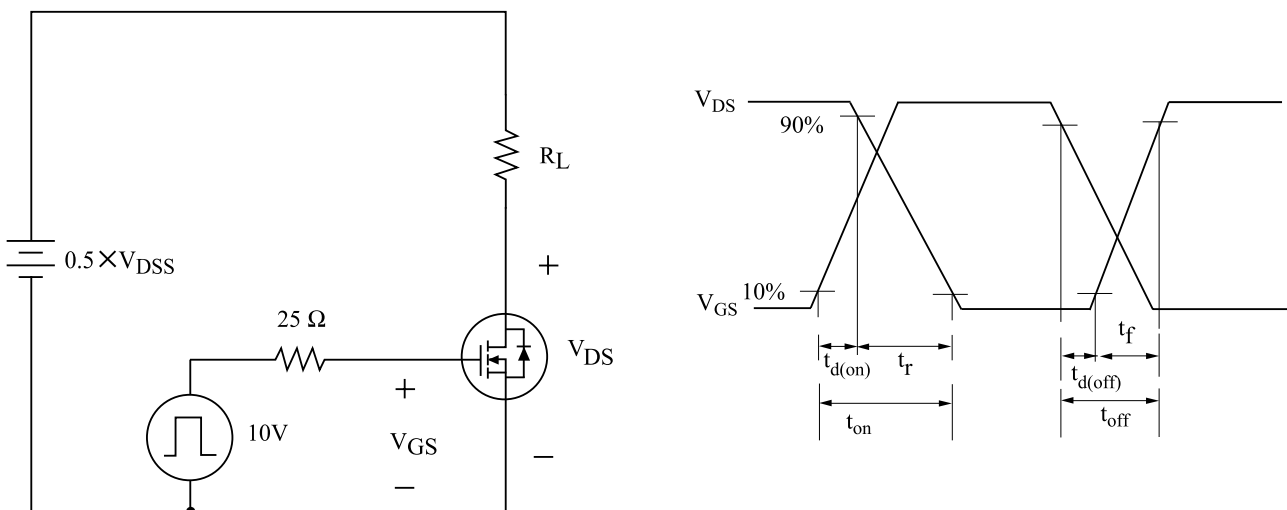 R_L
0.5×V_DSS
+
25 Ω
V_DS
+
10V
V_GS
−
−
V_DS
90%
V_GS
10%
t_d(on)
t_r
t_on
t_f
t_d(off)
t_off